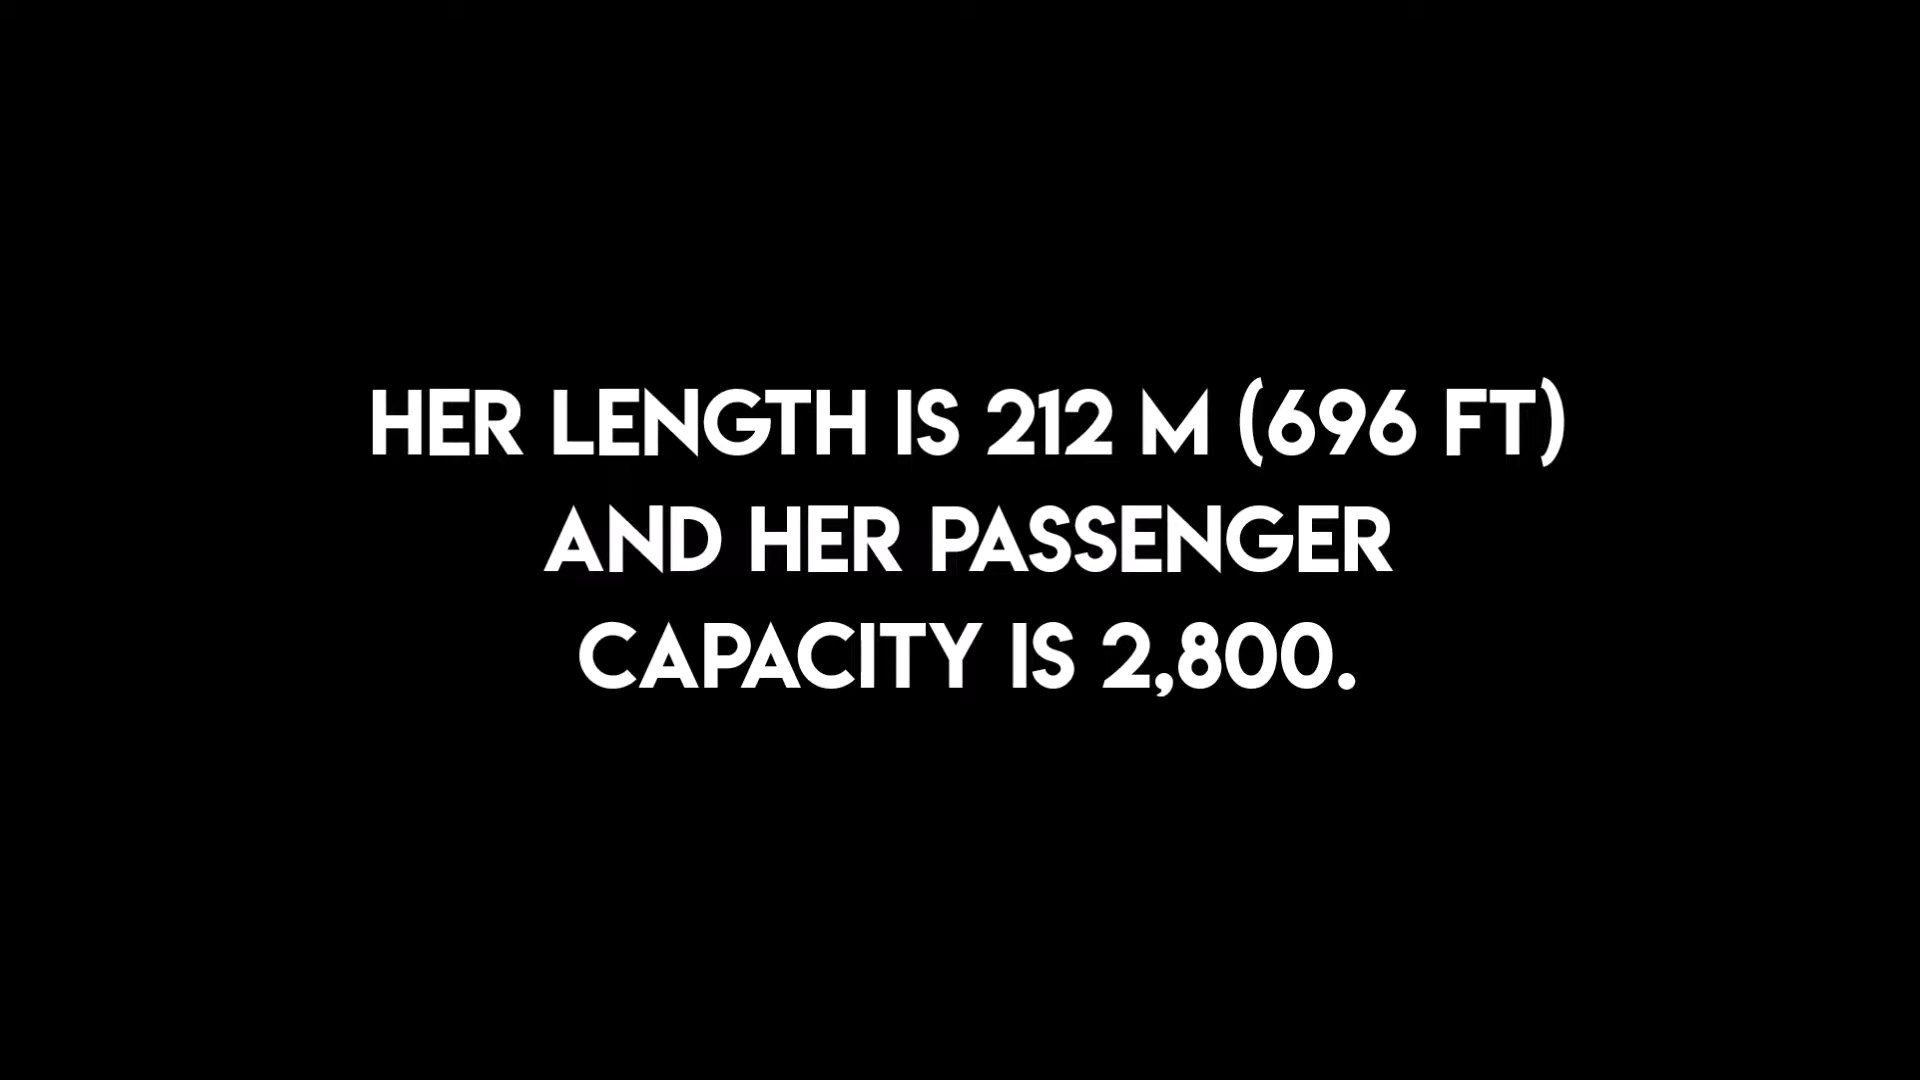 HER LENGTH IS 212 M (696 FT)
AND HER PASSENGER
CAPACITY IS 2,800.